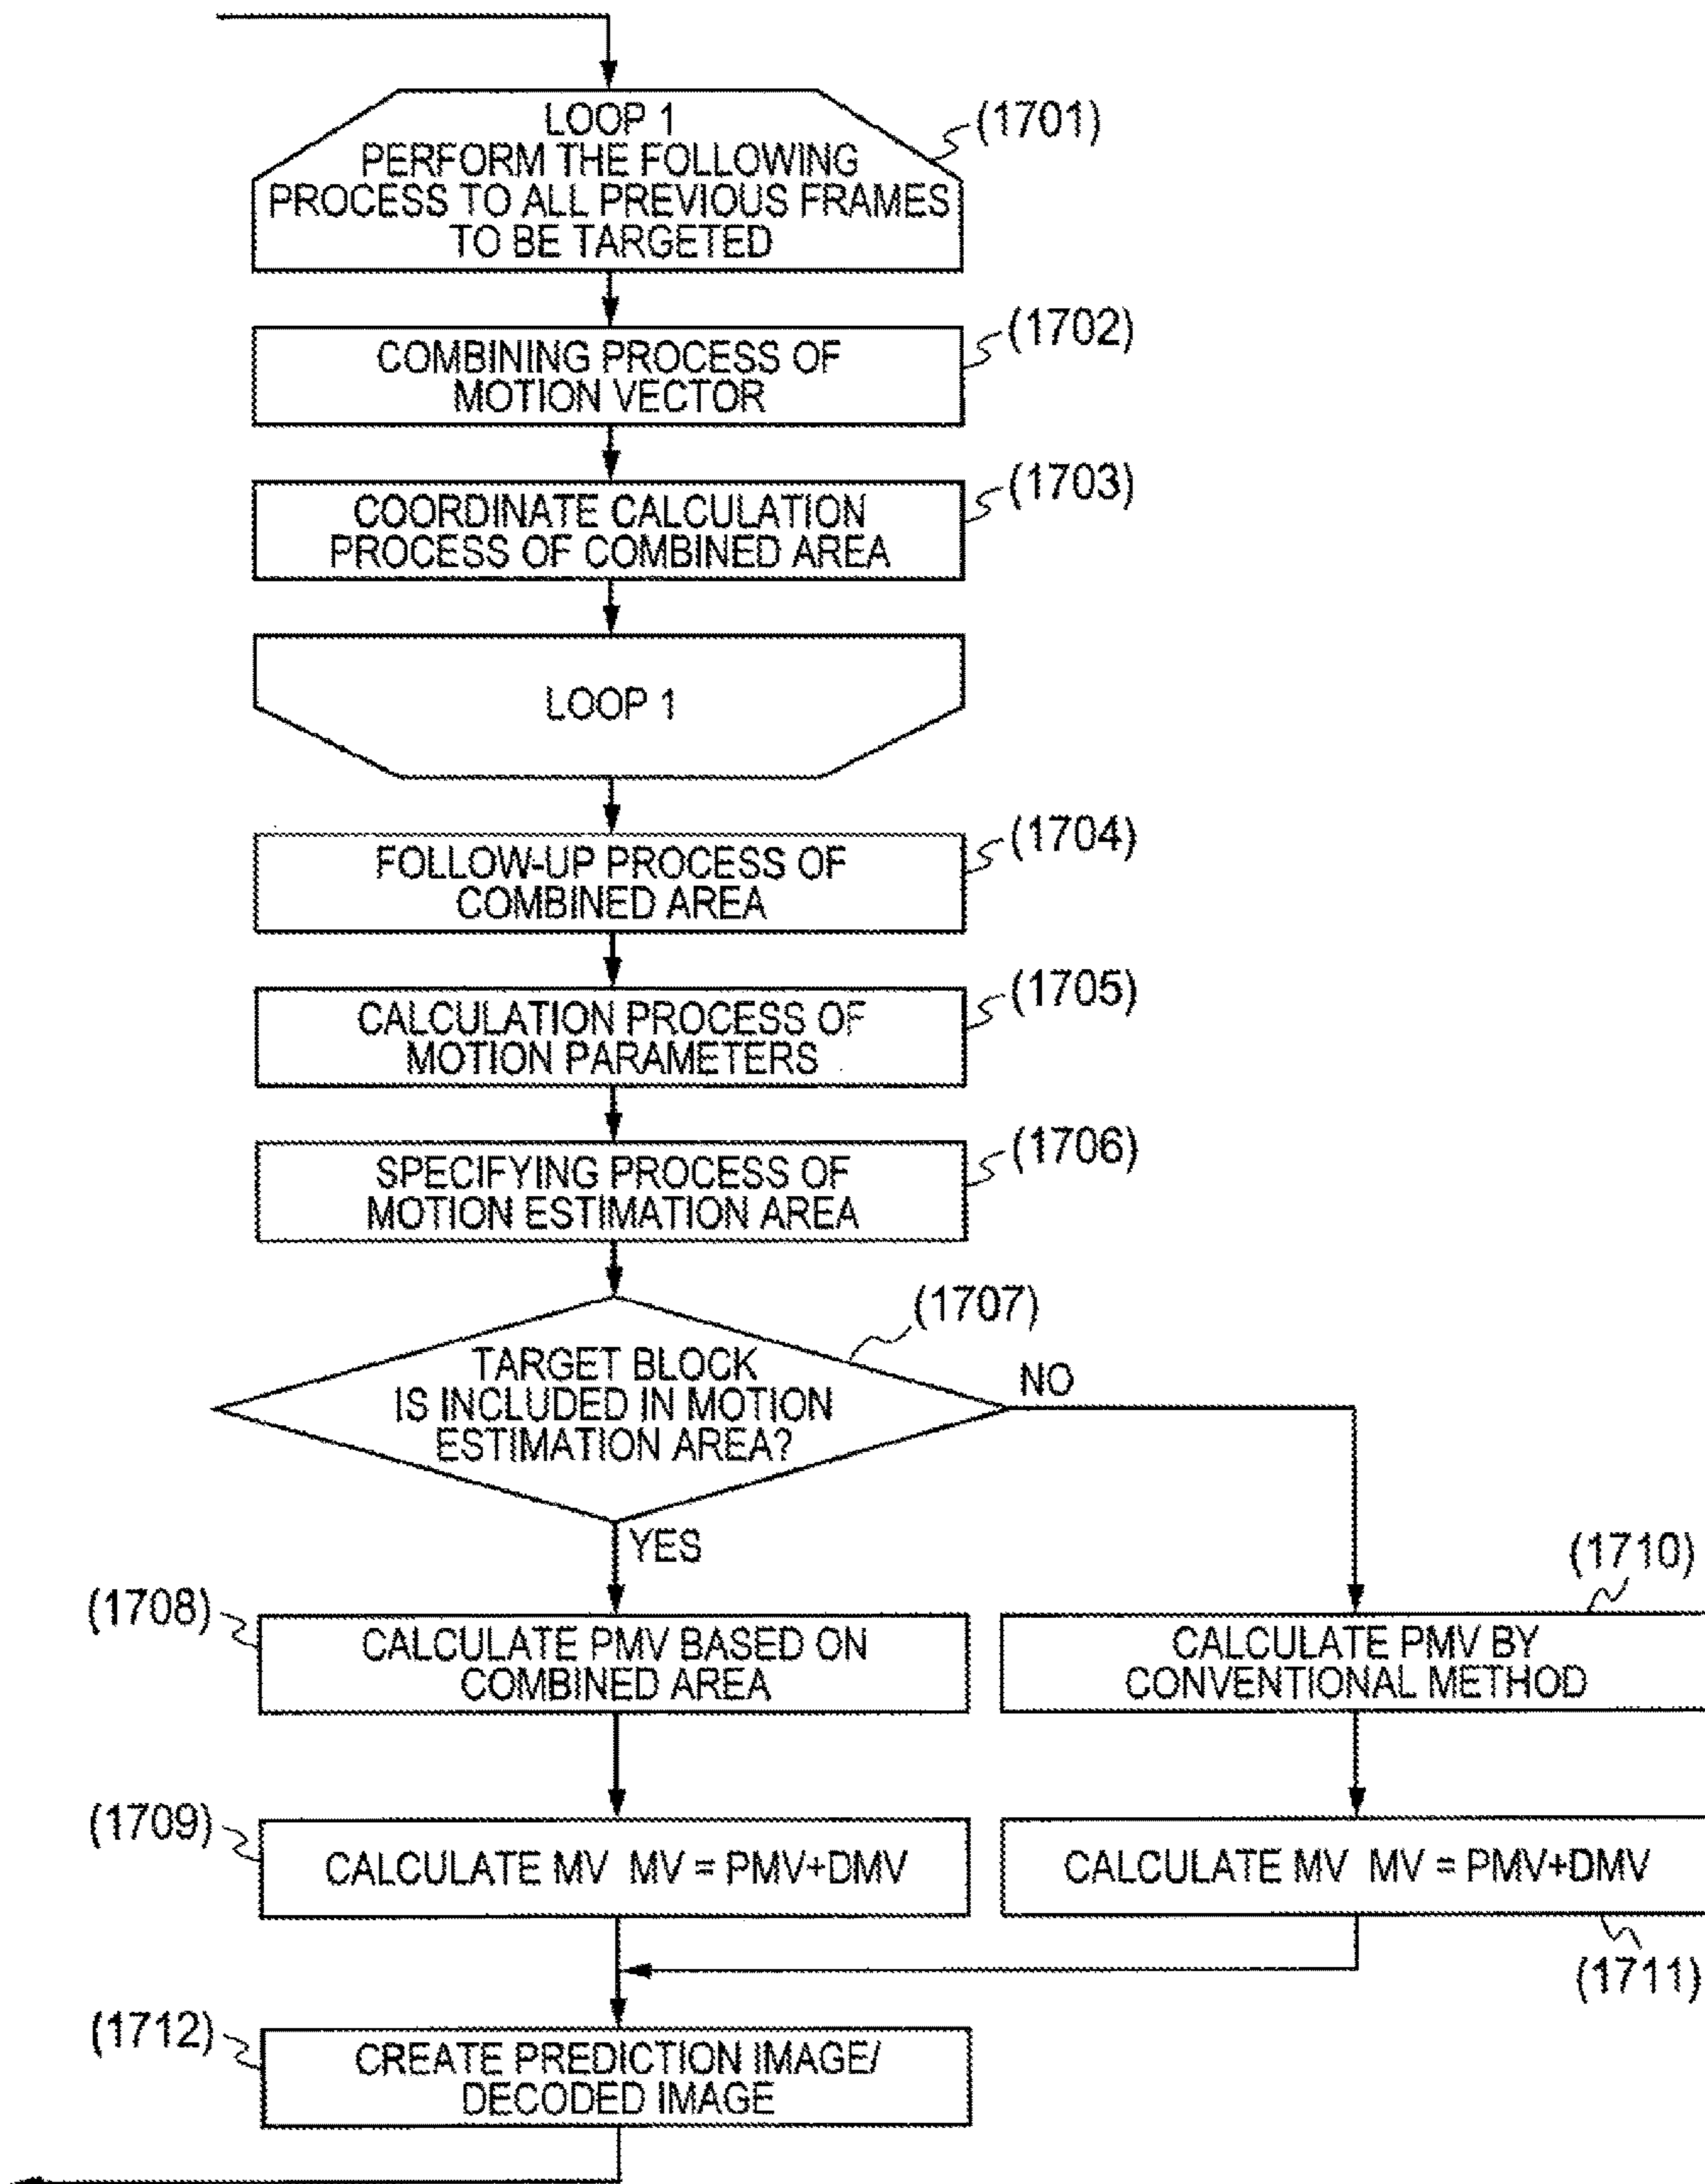 LOOP 1
PERFORM THE FOLLOWING
PROCESS TO ALL PREVIOUS FRAMES
TO BE TARGETED
(1701)
COMBINING PROCESS OF
MOTION VECTOR
(1702)
COORDINATE CALCULATION
PROCESS OF COMBINED AREA
(1703)
LOOP 1
FOLLOW-UP PROCESS OF
COMBINED AREA
(1704)
CALCULATION PROCESS OF
MOTION PARAMETERS
(1705)
SPECIFYING PROCESS OF
MOTION ESTIMATION AREA
(1706)
(1707)
TARGET BLOCK
IS INCLUDED IN MOTION
ESTIMATION AREA?
NO
YES
(1708)
CALCULATE PMV BASED ON
COMBINED AREA
(1710)
CALCULATE PMV BY
CONVENTIONAL METHOD
(1709)
CALCULATE MV MV = PMV+DMV
CALCULATE MV MV = PMV+DMV
(1711)
(1712)
CREATE PREDICTION IMAGE/
DECODED IMAGE